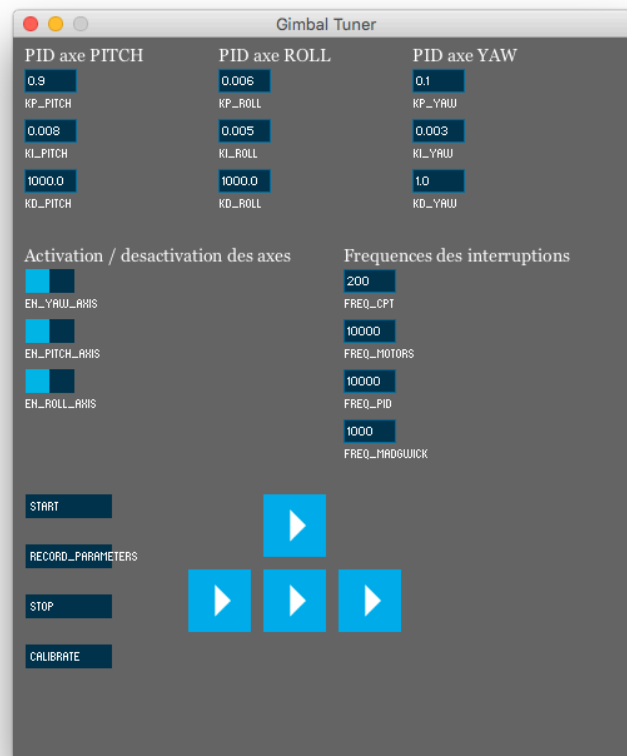 Gimbal Tuner
PID axe PITCH
PID axe ROLL
PID axe YAW
0.9
0.006
0.1
KP_PITCH
KP_ROLL
KP_YAW
0.008
0.005
0.003
KI_PITCH
KI_ROLL
KI_YAW
1000.0
1000.0
1.0
KD_PITCH
KD_ROLL
KD_YAW
Activation / desactivation des axes
EN_YAW_AXIS
EN_PITCH_AXIS
EN_ROLL_AXIS
Frequences des interruptions
200
FREQ_CPT
10000
FREQ_MOTORS
10000
FREQ_PID
1000
FREQ_MADGWICK
START
RECORD_PARAMETERS
STOP
CALIBRATE